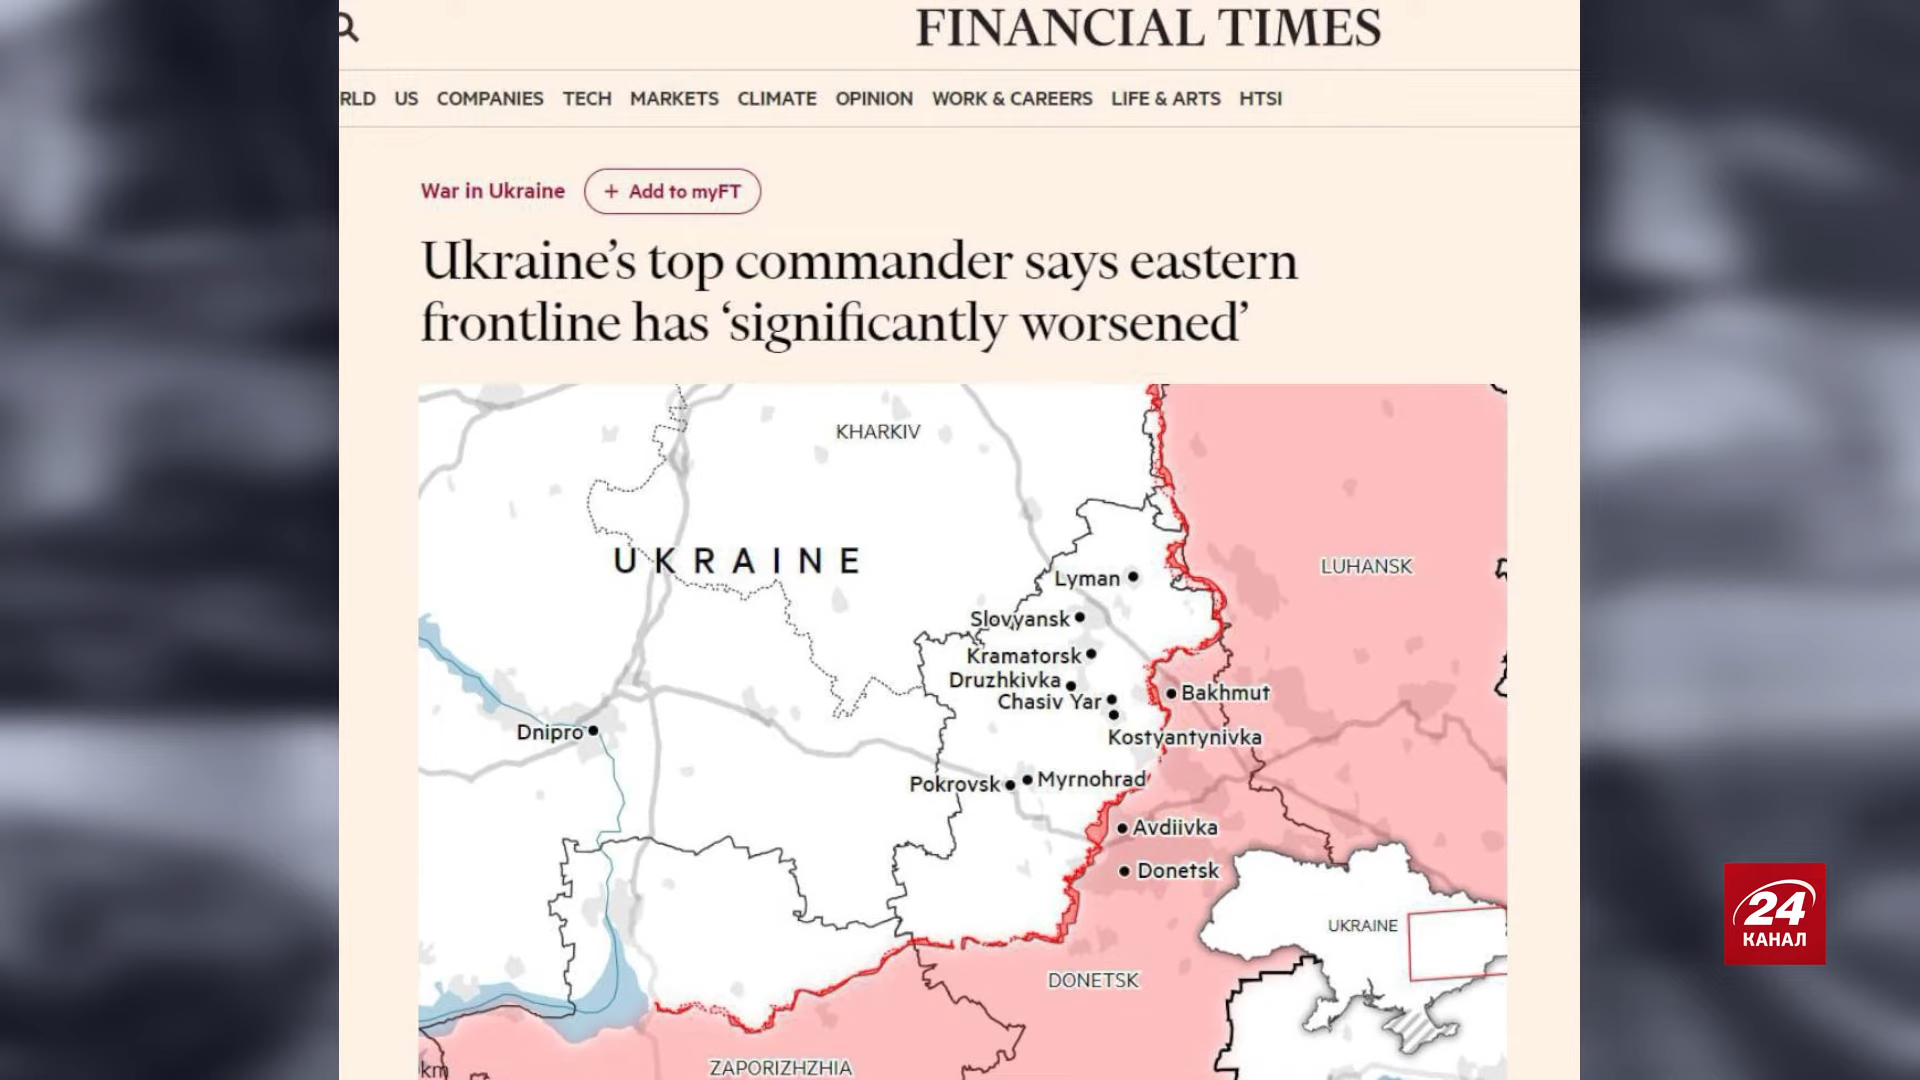 FINANCIAL TIMES
RLD US COMPANIES TECH MARKETS CLIMATE OPINION WORK & CAREERS LIFE & ARTS HTSI
War in Ukraine + Add to myFT
Ukraine’s top commander says eastern
frontline has ‘significantly worsened’
KHARKIV
UKRAINE
LUHANSK
Lyman
Slovyansk
Kramatorsk
Druzhkivka
Bakhmut
Chasiv Yar
Dnipro
Kostyantynivka
Pokrovsk
Myrnohrad
Avdiivka
Donetsk
UKRAINE
24
КАНАЛ
DONETSK
ZAPORIZHZHIA
km